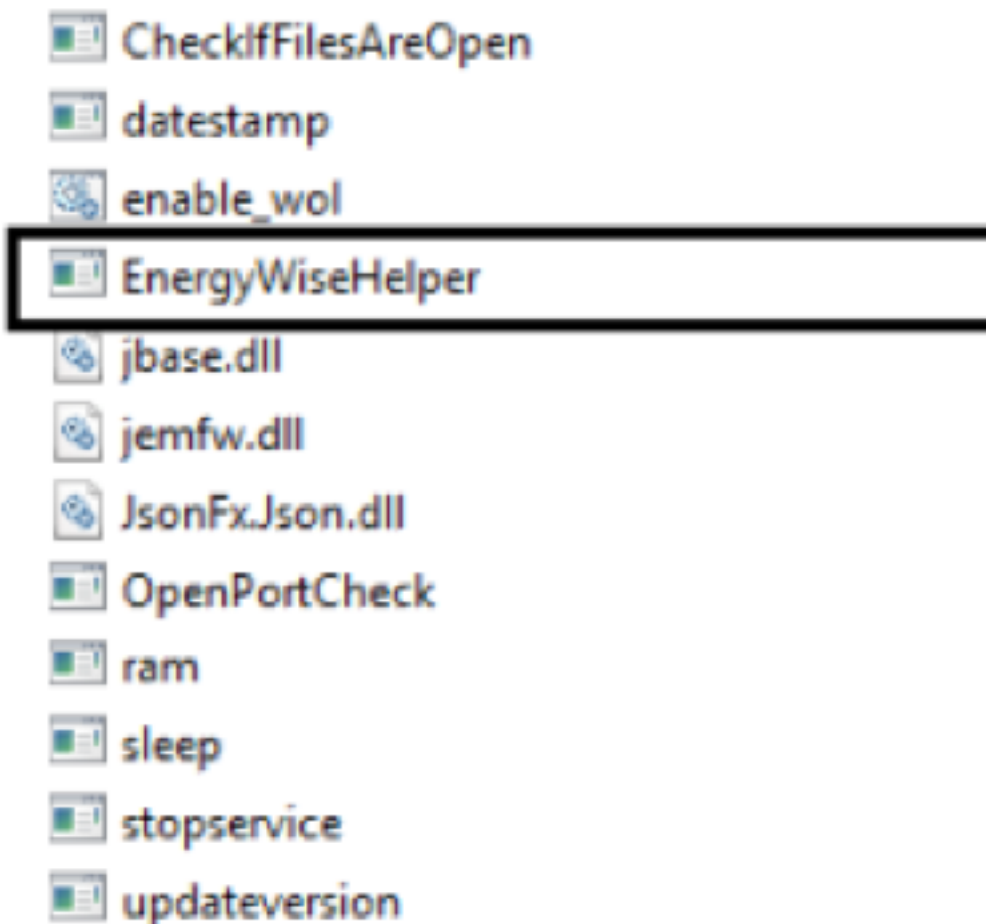 CheckIfFilesAreOpen
datestamp
enable_wol
EnergyWiseHelper
jbase.dll
jemfw.dll
JsonFx.Json.dll
OpenPortCheck
ram
sleep
stopservice
updateversion